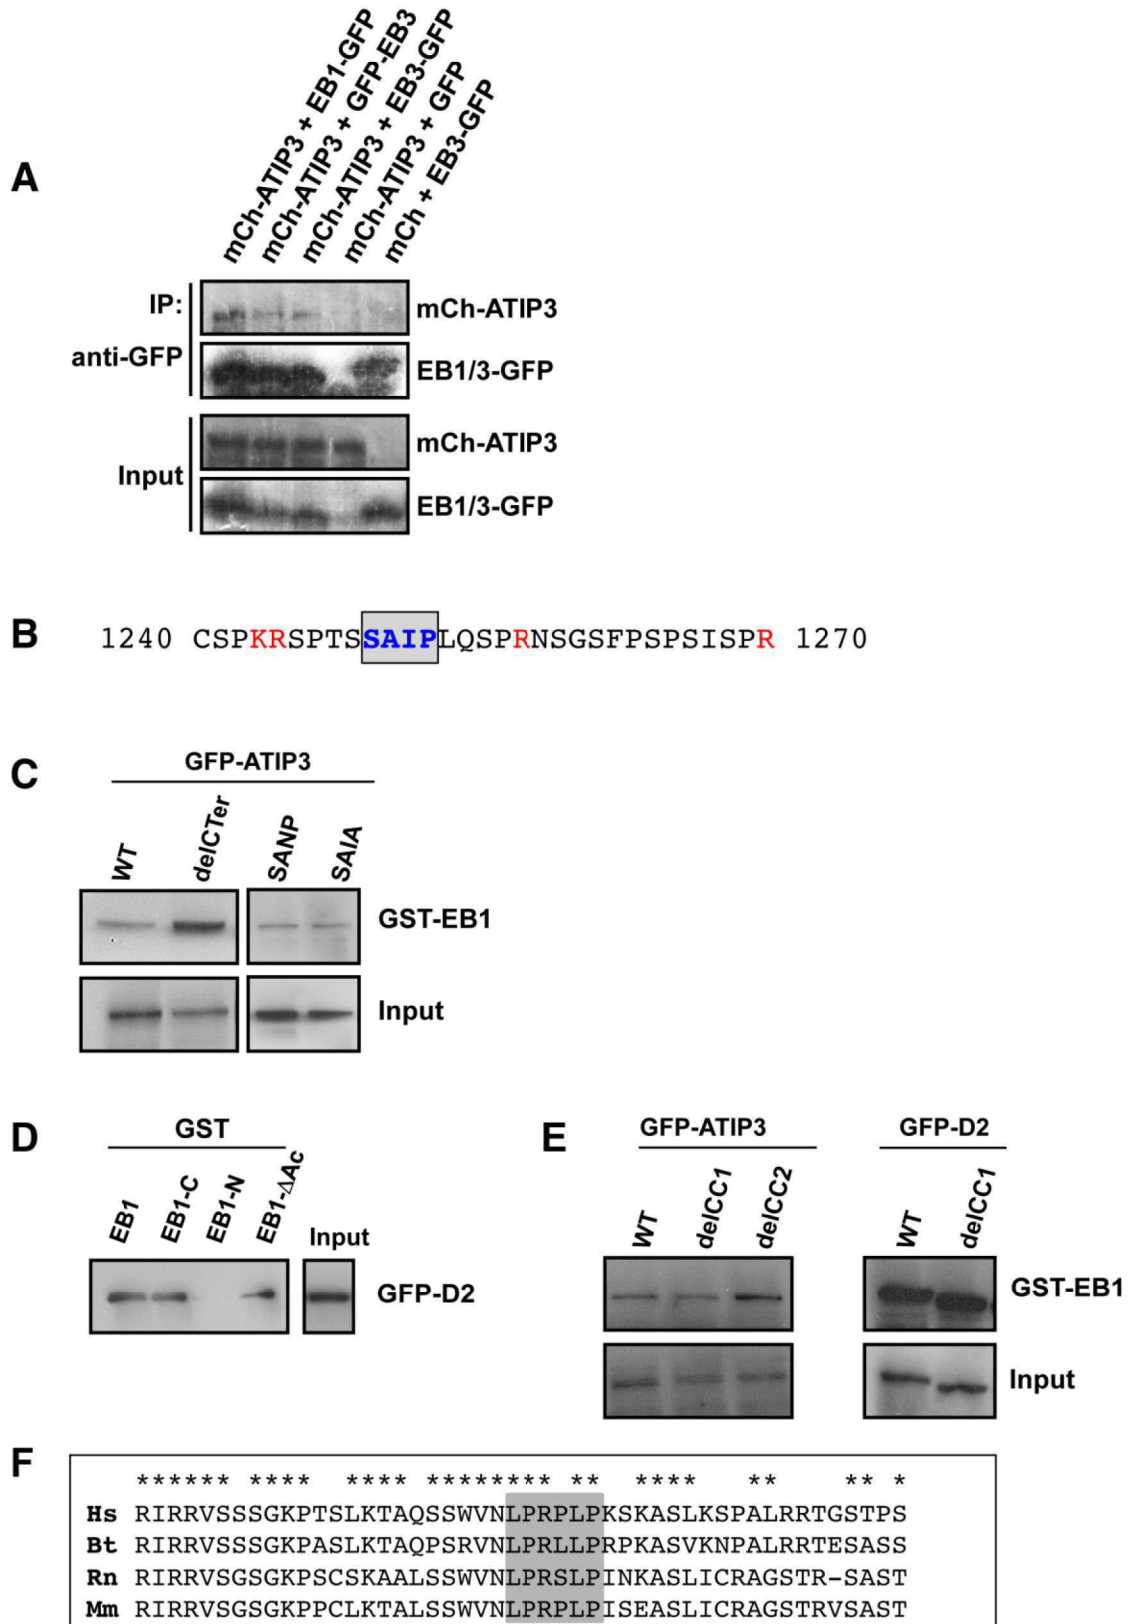 A
mCh-ATIP3 + EB1-GFP
mCh-ATIP3 + GFP-EB3
mCh-ATIP3 + EB3-GFP
mCh-ATIP3 + GFP
mCh + EB3-GFP
IP:
anti-GFP
mCh-ATIP3
EB1/3-GFP
Input
mCh-ATIP3
EB1/3-GFP
B
1240 CSPKRSPTSSAIPLQSPRNSGSFPSPSISPR 1270
C
GFP-ATIP3
WT
delCTer
SANP
SAIA
GST-EB1
Input
D
GST
EB1
EB1-C
EB1-N
EB1-ΔAc
Input
GFP-D2
E
GFP-ATIP3
GFP-D2
WT
delCC1
delCC2
WT
delCC1
GST-EB1
Input
F
****** **** **** ******** ** **** ** ** *
Hs RIRRVSSSSGKPTSLKTAQSSWVNLPRPLPKSKASLKSPALRRTGSTPS
Bt RIRRVSSSSGKPASLKTAQPSRVNLPRLLPRPKASVKNPALRRTESASS
Rn RIRRVSGSGKPSCSKAALSSWVNLPRSLPINKASLICRAGSTR-SAST
Mm RIRRVSGSGKPPCLKTALSSWVNLPRPLPISEASLICRAGSTRVSAST